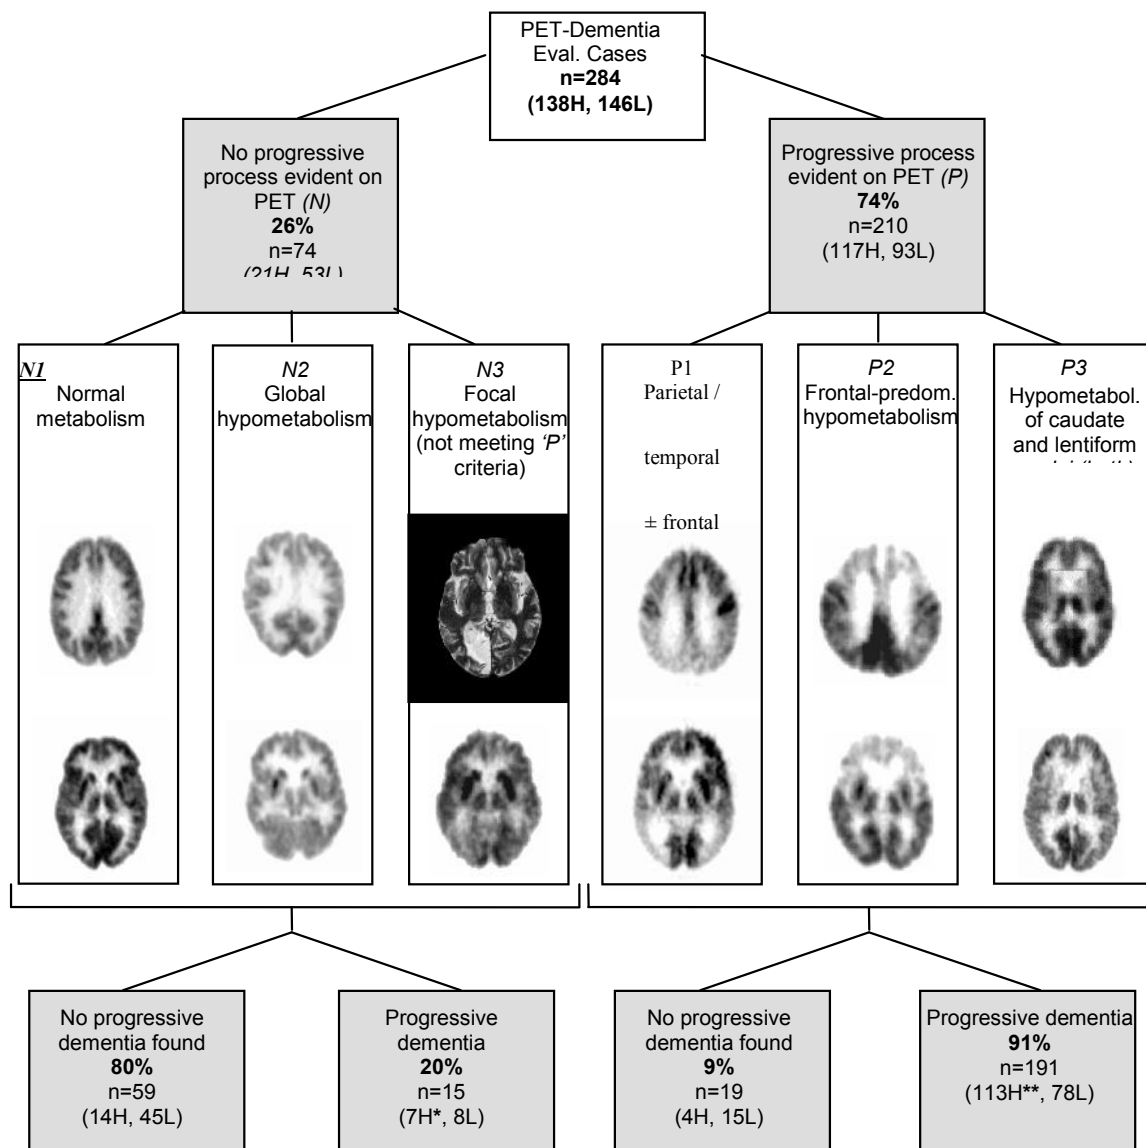 PET-Dementia
Eval. Cases
n=284
(138H, 146L)
No progressive
process evident on
PET (N)
26%
n=74
(21H, 53L)
Progressive process
evident on PET (P)
74%
n=210
(117H, 93L)
N1
Normal
metabolism
N2
Global
hypometabolism
N3
Focal
hypometabolism
(not meeting ‘P’
criteria)
P1
Parietal /
temporal
± frontal
P2
Frontal-predom.
hypometabolism
P3
Hypometabol.
of caudate
and lentiform
No progressive
dementia found
80%
n=59
(14H, 45L)
Progressive
dementia
20%
n=15
(7H*, 8L)
No progressive
dementia found
9%
n=19
(4H, 15L)
Progressive dementia
91%
n=191
(113H**, 78L)